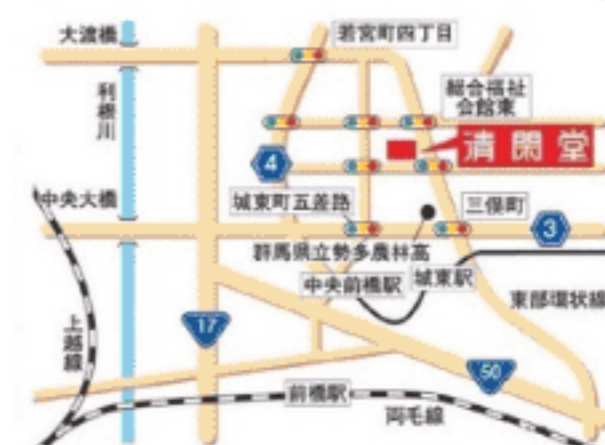 大渡橋
若宮町四丁目
利根川
総合福祉
会館東
清閑堂
4
中央大橋
城東町五差路
三俣町
3
群馬県立勢多農林高
中央前橋駅
城東駅
東部環状線
上越線
17
50
前橋駅
両毛線